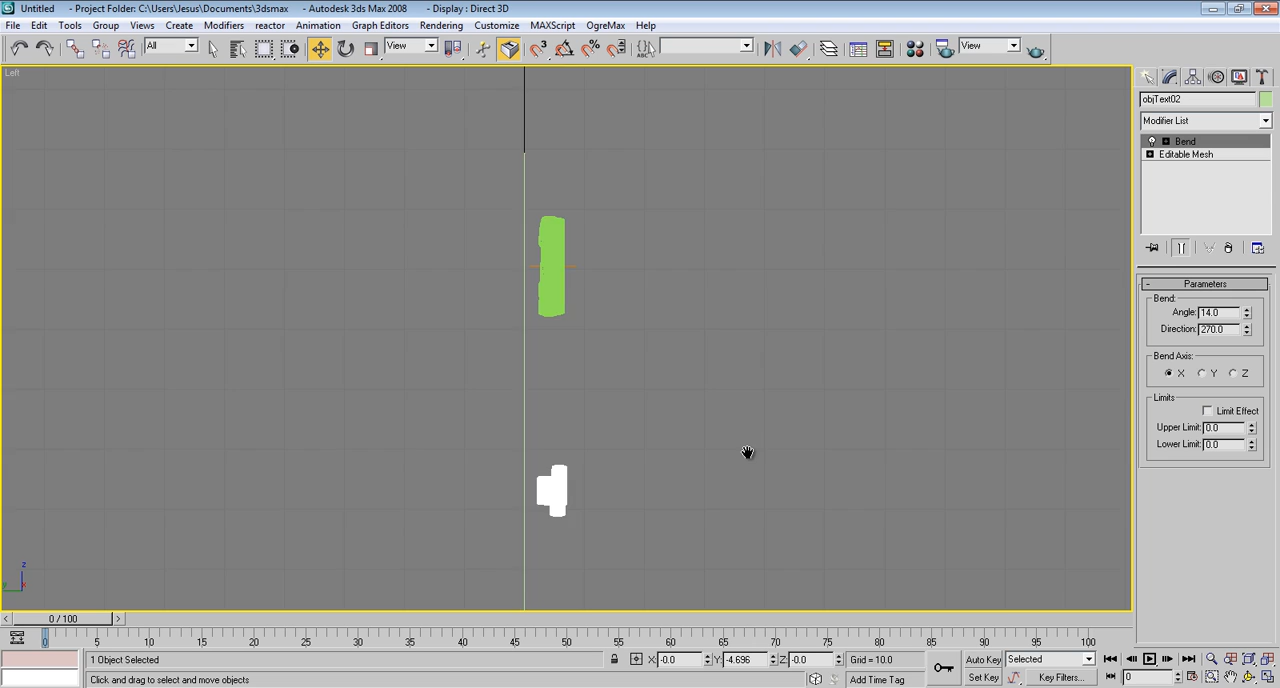 Untitled - Project Folder: C:\Users\Jesus\Documents\3dsmax - Autodesk 3ds Max 2008 - Display : Direct 3D
File Edit Tools Group Views Create Modifiers reactor Animation Graph Editors Rendering Customize MAXScript OgreMax Help
All View View
Left
objText02
Modifier List
Bend
Editable Mesh
- Parameters
Bend:
Angle: 14.0
Direction: 270.0
Bend Axis:
X Y Z
Limits
Limit Effect
Upper Limit: 0.0
Lower Limit: 0.0
z
y x
< 0 / 100 >
0 5 10 15 20 25 30 35 40 45 50 55 60 65 70 75 80 85 90 95 100
1 Object Selected X: -0.0 Y: -4.696 Z: -0.0 Grid = 10.0 Auto Key Selected
Click and drag to select and move objects Add Time Tag Set Key Key Filters... 0